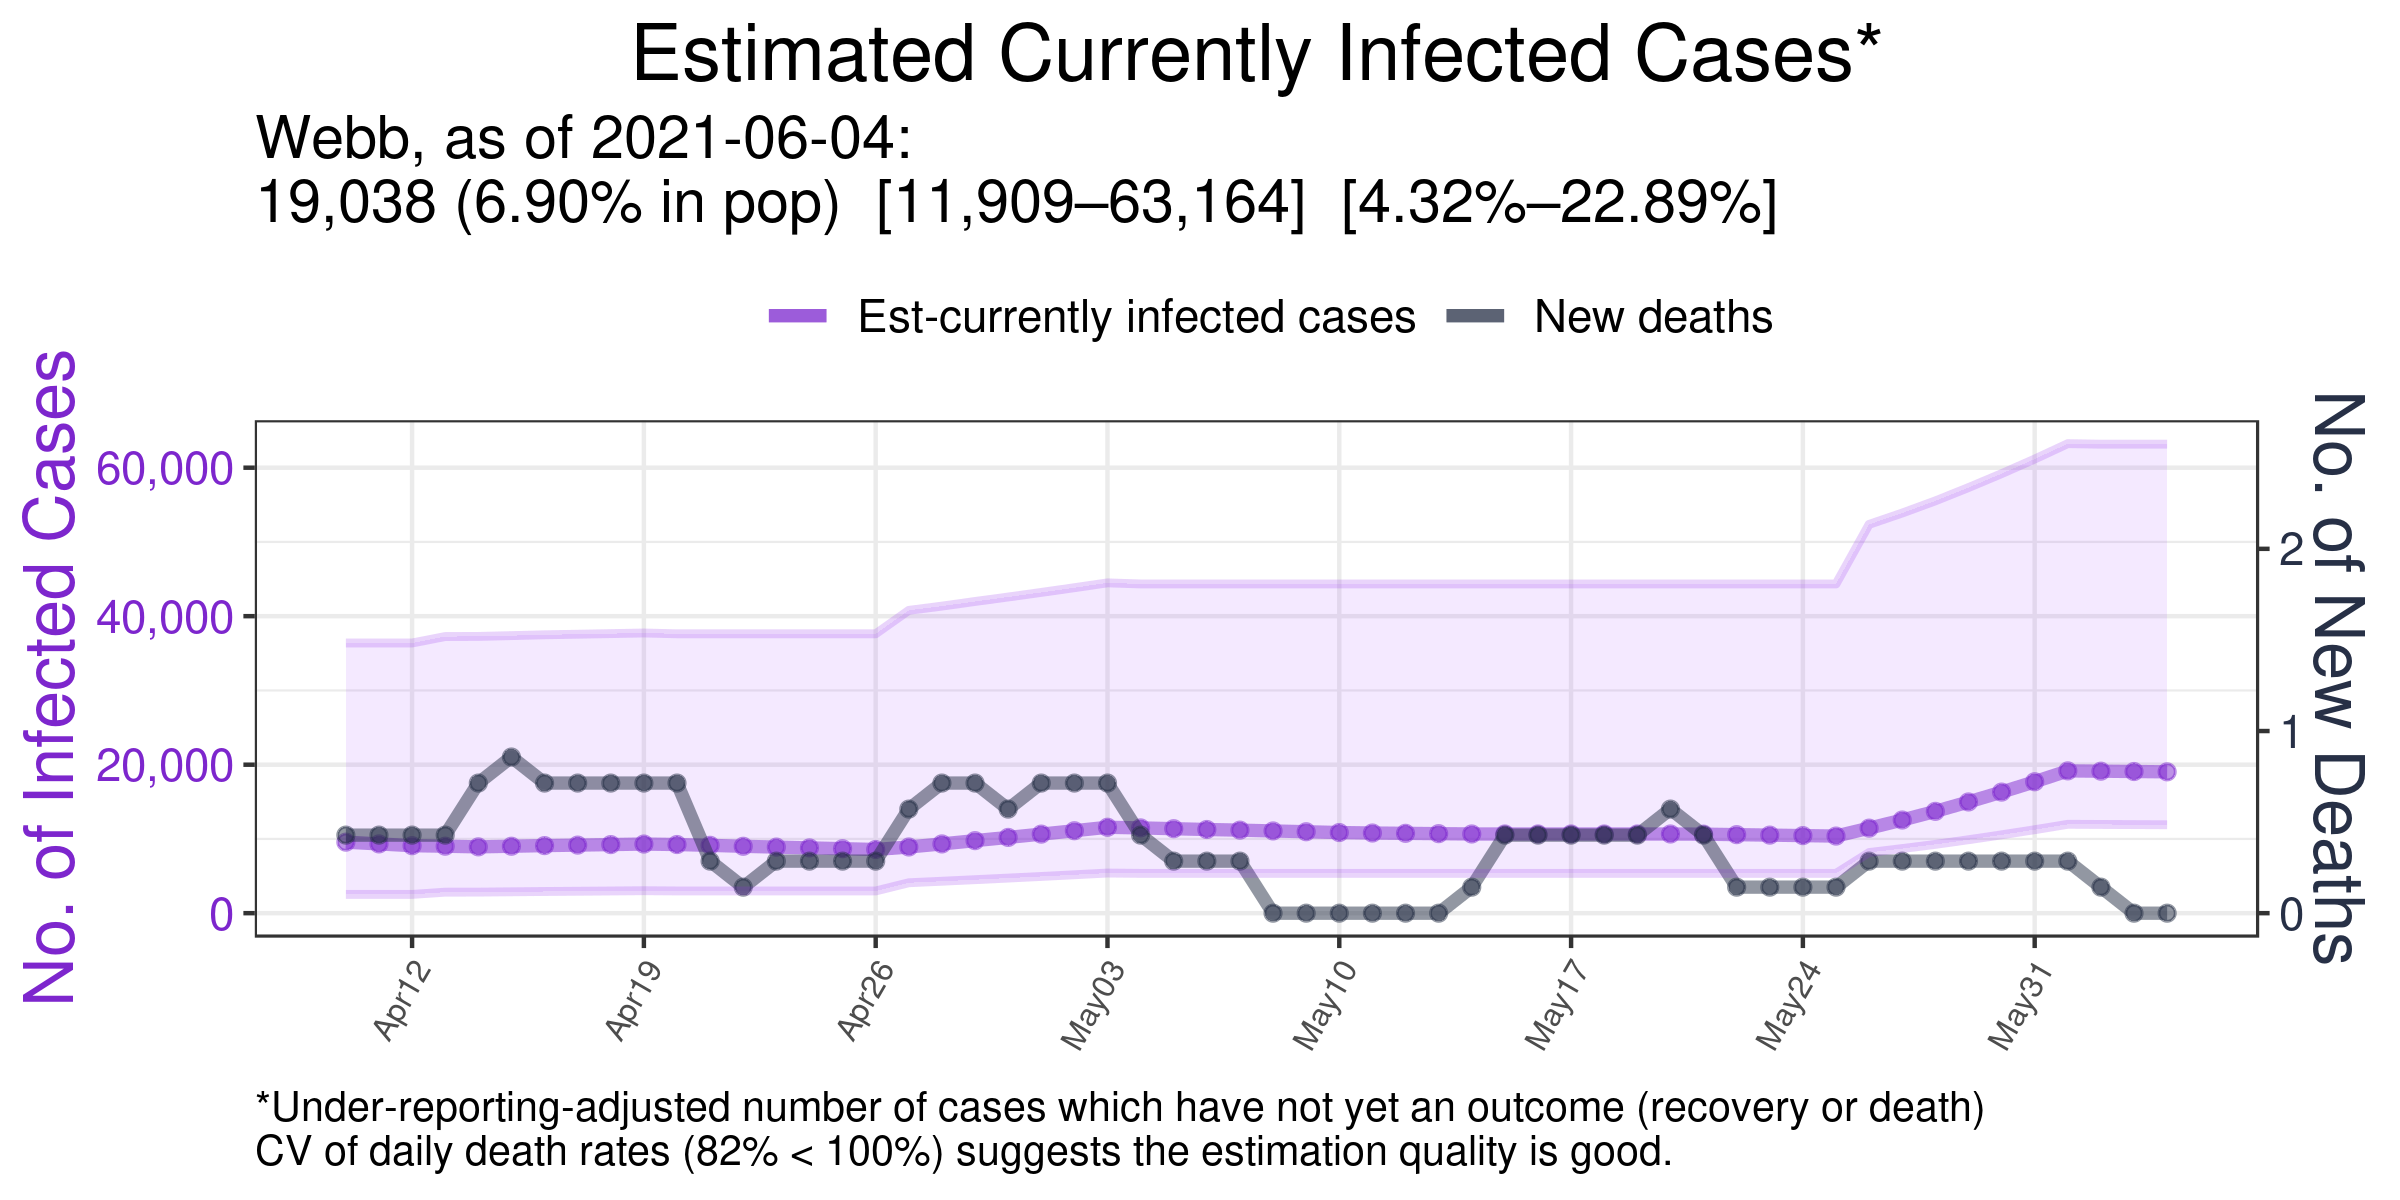 Estimated Currently Infected Cases*
Webb, as of 2021-06-04:
19,038 (6.90% in pop)  [11,909–63,164]  [4.32%–22.89%]
Est-currently infected cases
New deaths
No. of Infected Cases
60,000
40,000
20,000
0
2
1
0
No. of New Deaths
Apr12
Apr19
Apr26
May03
May10
May17
May24
May31
*Under-reporting-adjusted number of cases which have not yet an outcome (recovery or death)
CV of daily death rates (82% < 100%) suggests the estimation quality is good.